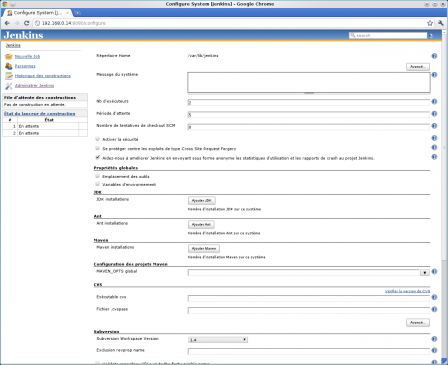 Configure System [Jenkins] - Google Chrome
Configure System [J...
192.168.0.14:8080/configure
Jenkins
search
Jenkins
Nouveau Job
Personnes
Historique des constructions
Administrer Jenkins
File d'attente des constructions
Pas de construction en attente.
État du lanceur de construction
# État
1 En attente
2 En attente
Répertoire Home /var/lib/jenkins
Avancé...
Message du système
Nb d'exécuteurs 2
Période d'attente 5
Nombre de tentatives de checkout SCM 0
Activer la sécurité
Se protéger contre les exploits de type Cross Site Request Forgery
Aidez-nous à améliorer Jenkins en envoyant sous forme anonyme les statistiques d'utilisation et les rapports de crash au projet Jenkins.
Propriétés globales
Emplacement des outils
Variables d'environnement
JDK
JDK installations Ajouter JDK
Nombre d'installation JDK sur ce système
Ant
Ant installations Ajouter Ant
Nombre d'installation Ant sur ce système
Maven
Maven installations Ajouter Maven
Nombre d'installation Maven sur ce système
Configuration des projets Maven
MAVEN_OPTS global
CVS
Vérifier la version de CVS
Exécutable cvs
Fichier .cvspass
Avancé...
Subversion
Subversion Workspace Version 1.4
Exclusion revprop name